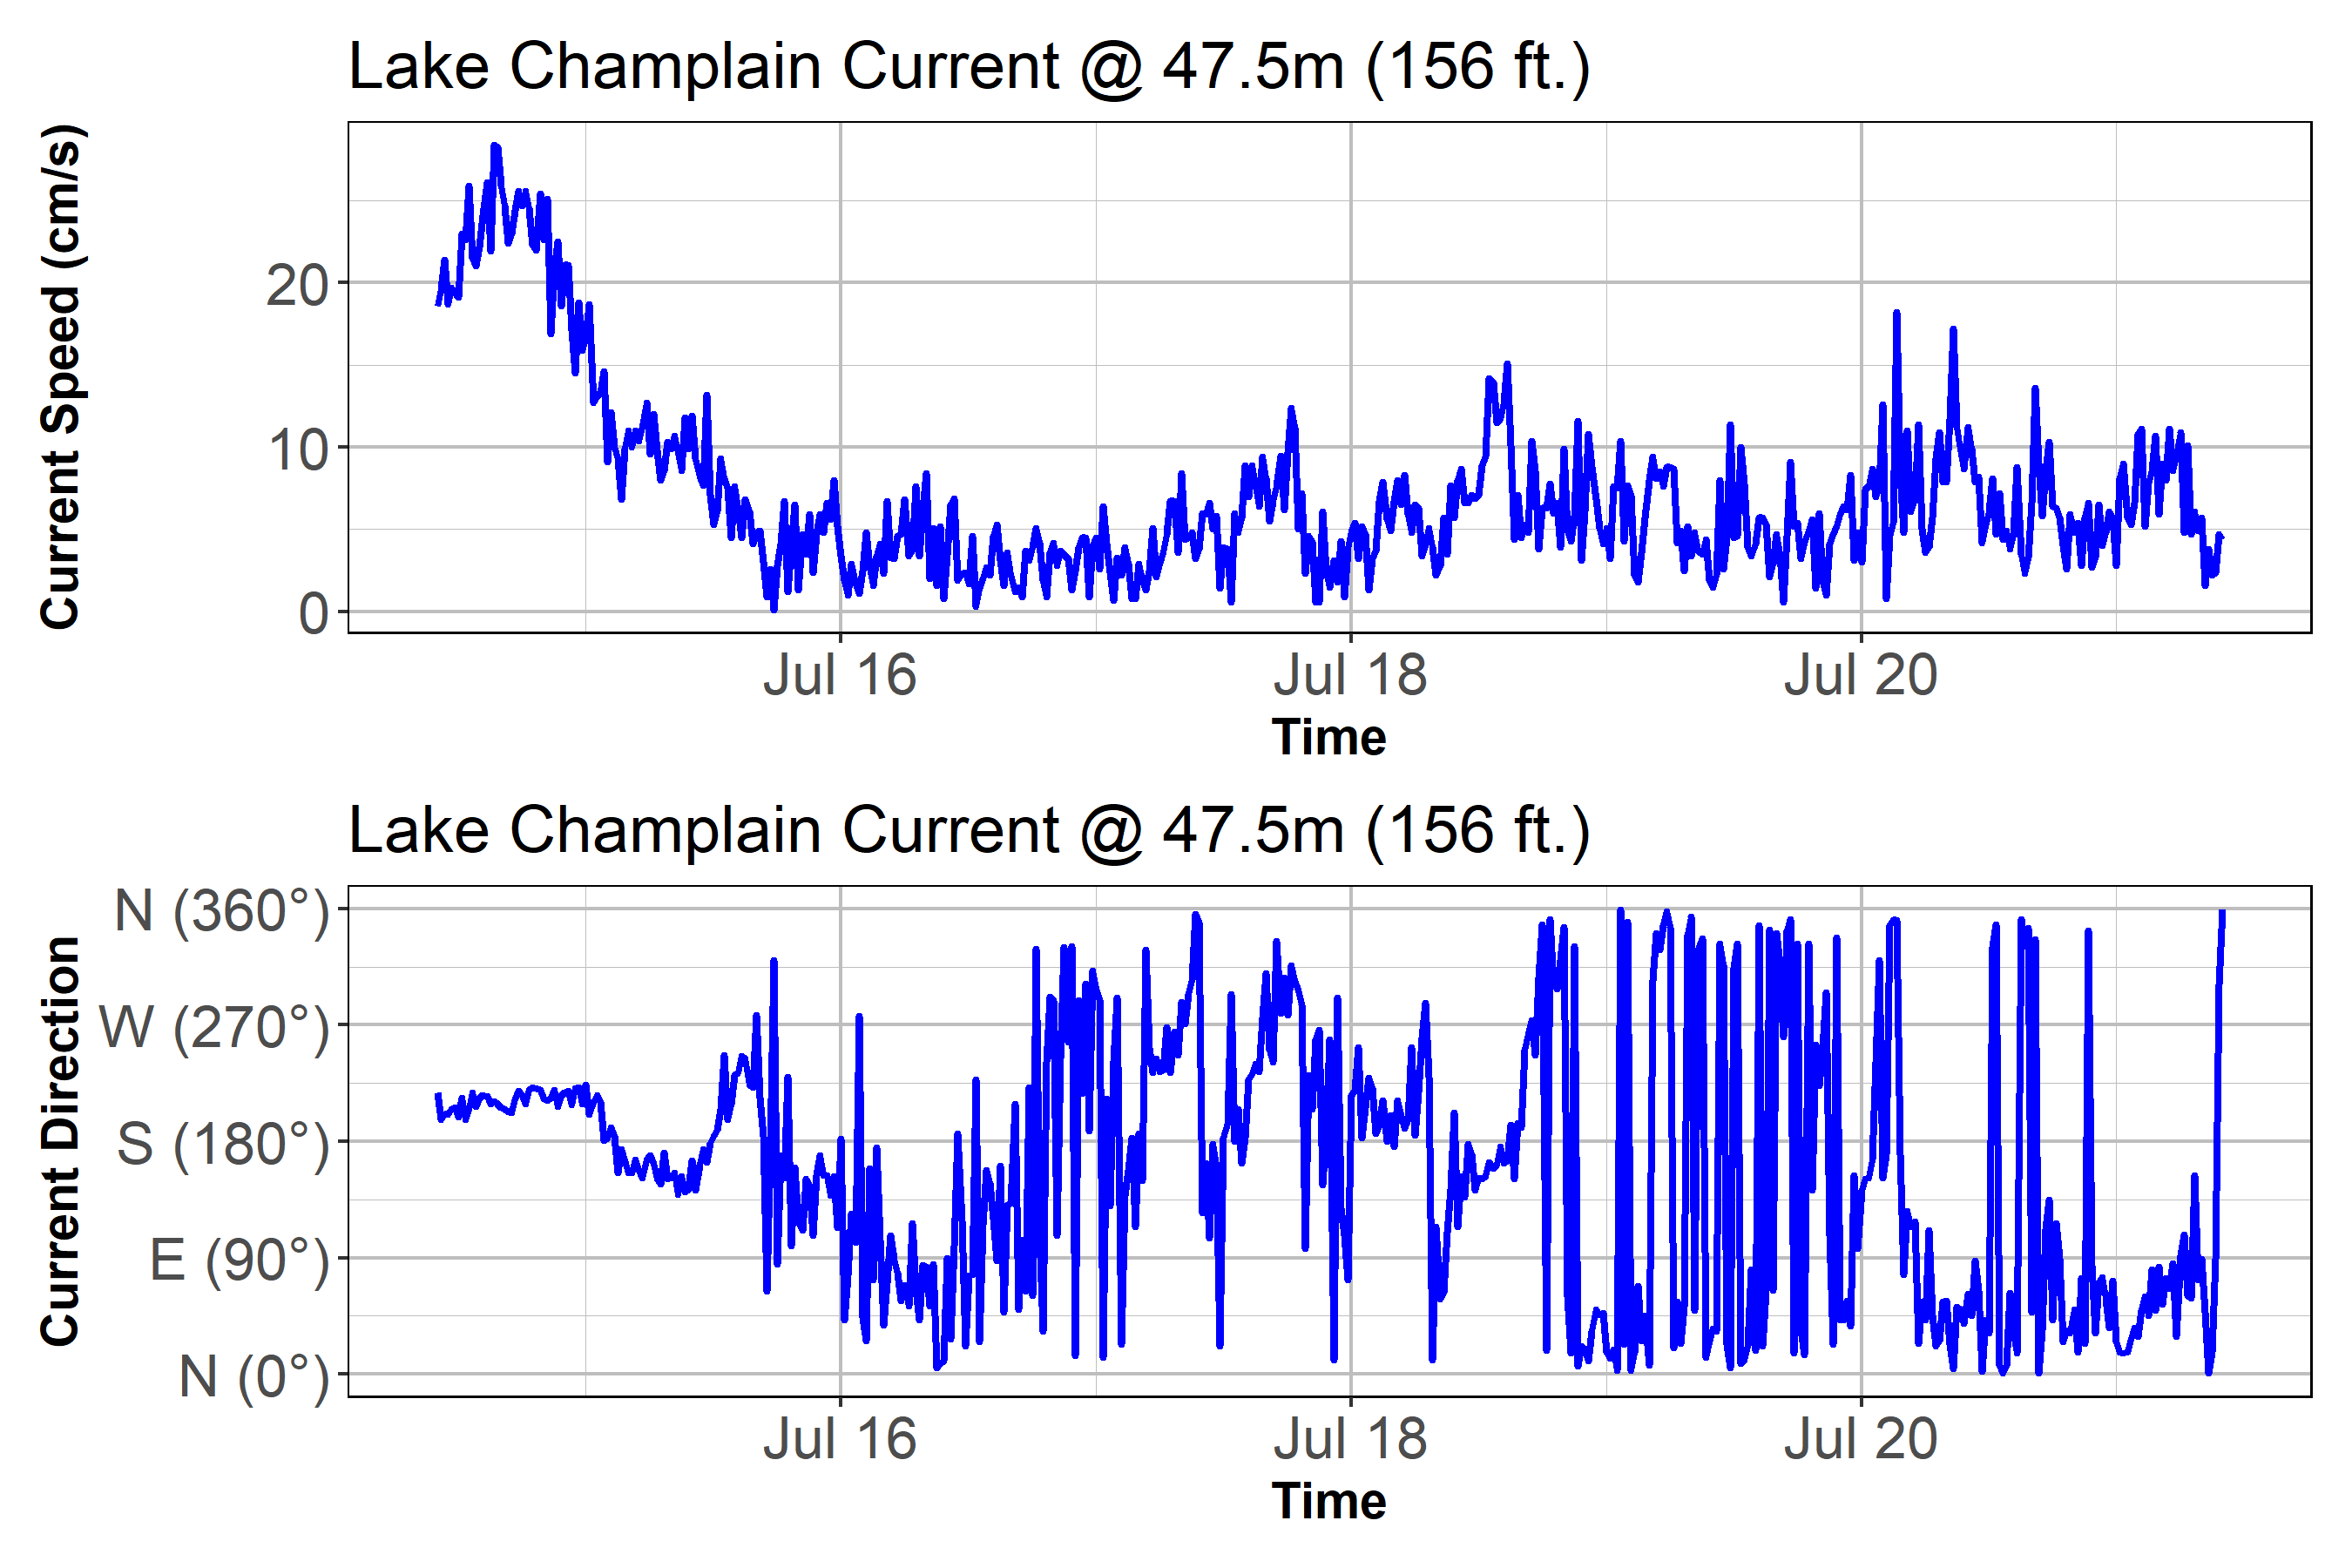 Lake Champlain Current @ 47.5m (156 ft.)
Current Speed (cm/s)
20
10
0
Jul 16 Jul 18 Jul 20
Time
Lake Champlain Current @ 47.5m (156 ft.)
Current Direction
N (360°)
W (270°)
S (180°)
E (90°)
N (0°)
Jul 16 Jul 18 Jul 20
Time